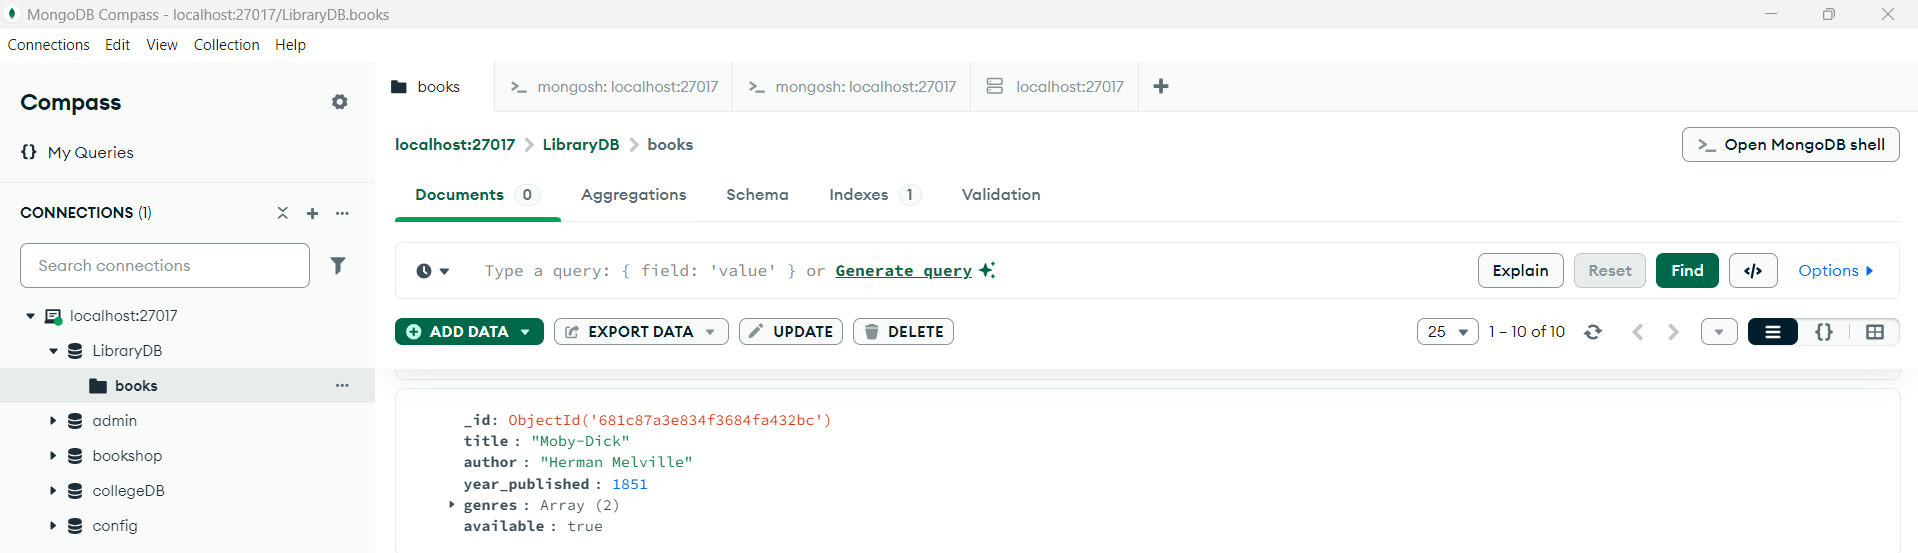 MongoDB Compass - localhost:27017/LibraryDB.books
Connections Edit View Collection Help
Compass
{} My Queries
CONNECTIONS (1)
Search connections
localhost:27017
LibraryDB
books
admin
bookshop
collegeDB
config
books
>_ mongosh: localhost:27017
>_ mongosh: localhost:27017
localhost:27017
localhost:27017 > LibraryDB > books
>_ Open MongoDB shell
Documents 0 Aggregations Schema Indexes 1 Validation
Type a query: { field: 'value' } or Generate query
Explain Reset Find </> Options
ADD DATA EXPORT DATA UPDATE DELETE
25 1 – 10 of 10 {}
_id: ObjectId('681c87a3e834f3684fa432bc')
title : "Moby-Dick"
author : "Herman Melville"
year_published : 1851
genres : Array (2)
available : true